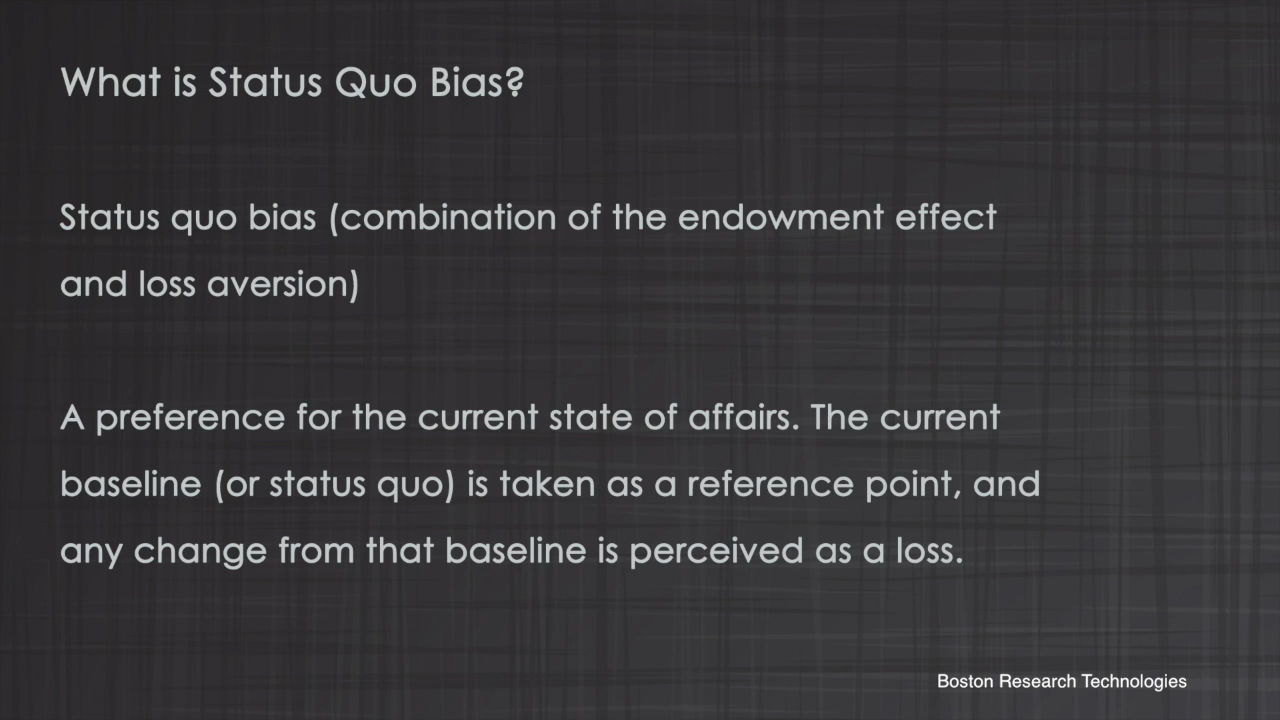 What is Status Quo Bias?
Status quo bias (combination of the endowment effect
and loss aversion)
A preference for the current state of affairs. The current
baseline (or status quo) is taken as a reference point, and
any change from that baseline is perceived as a loss.
Boston Research Technologies